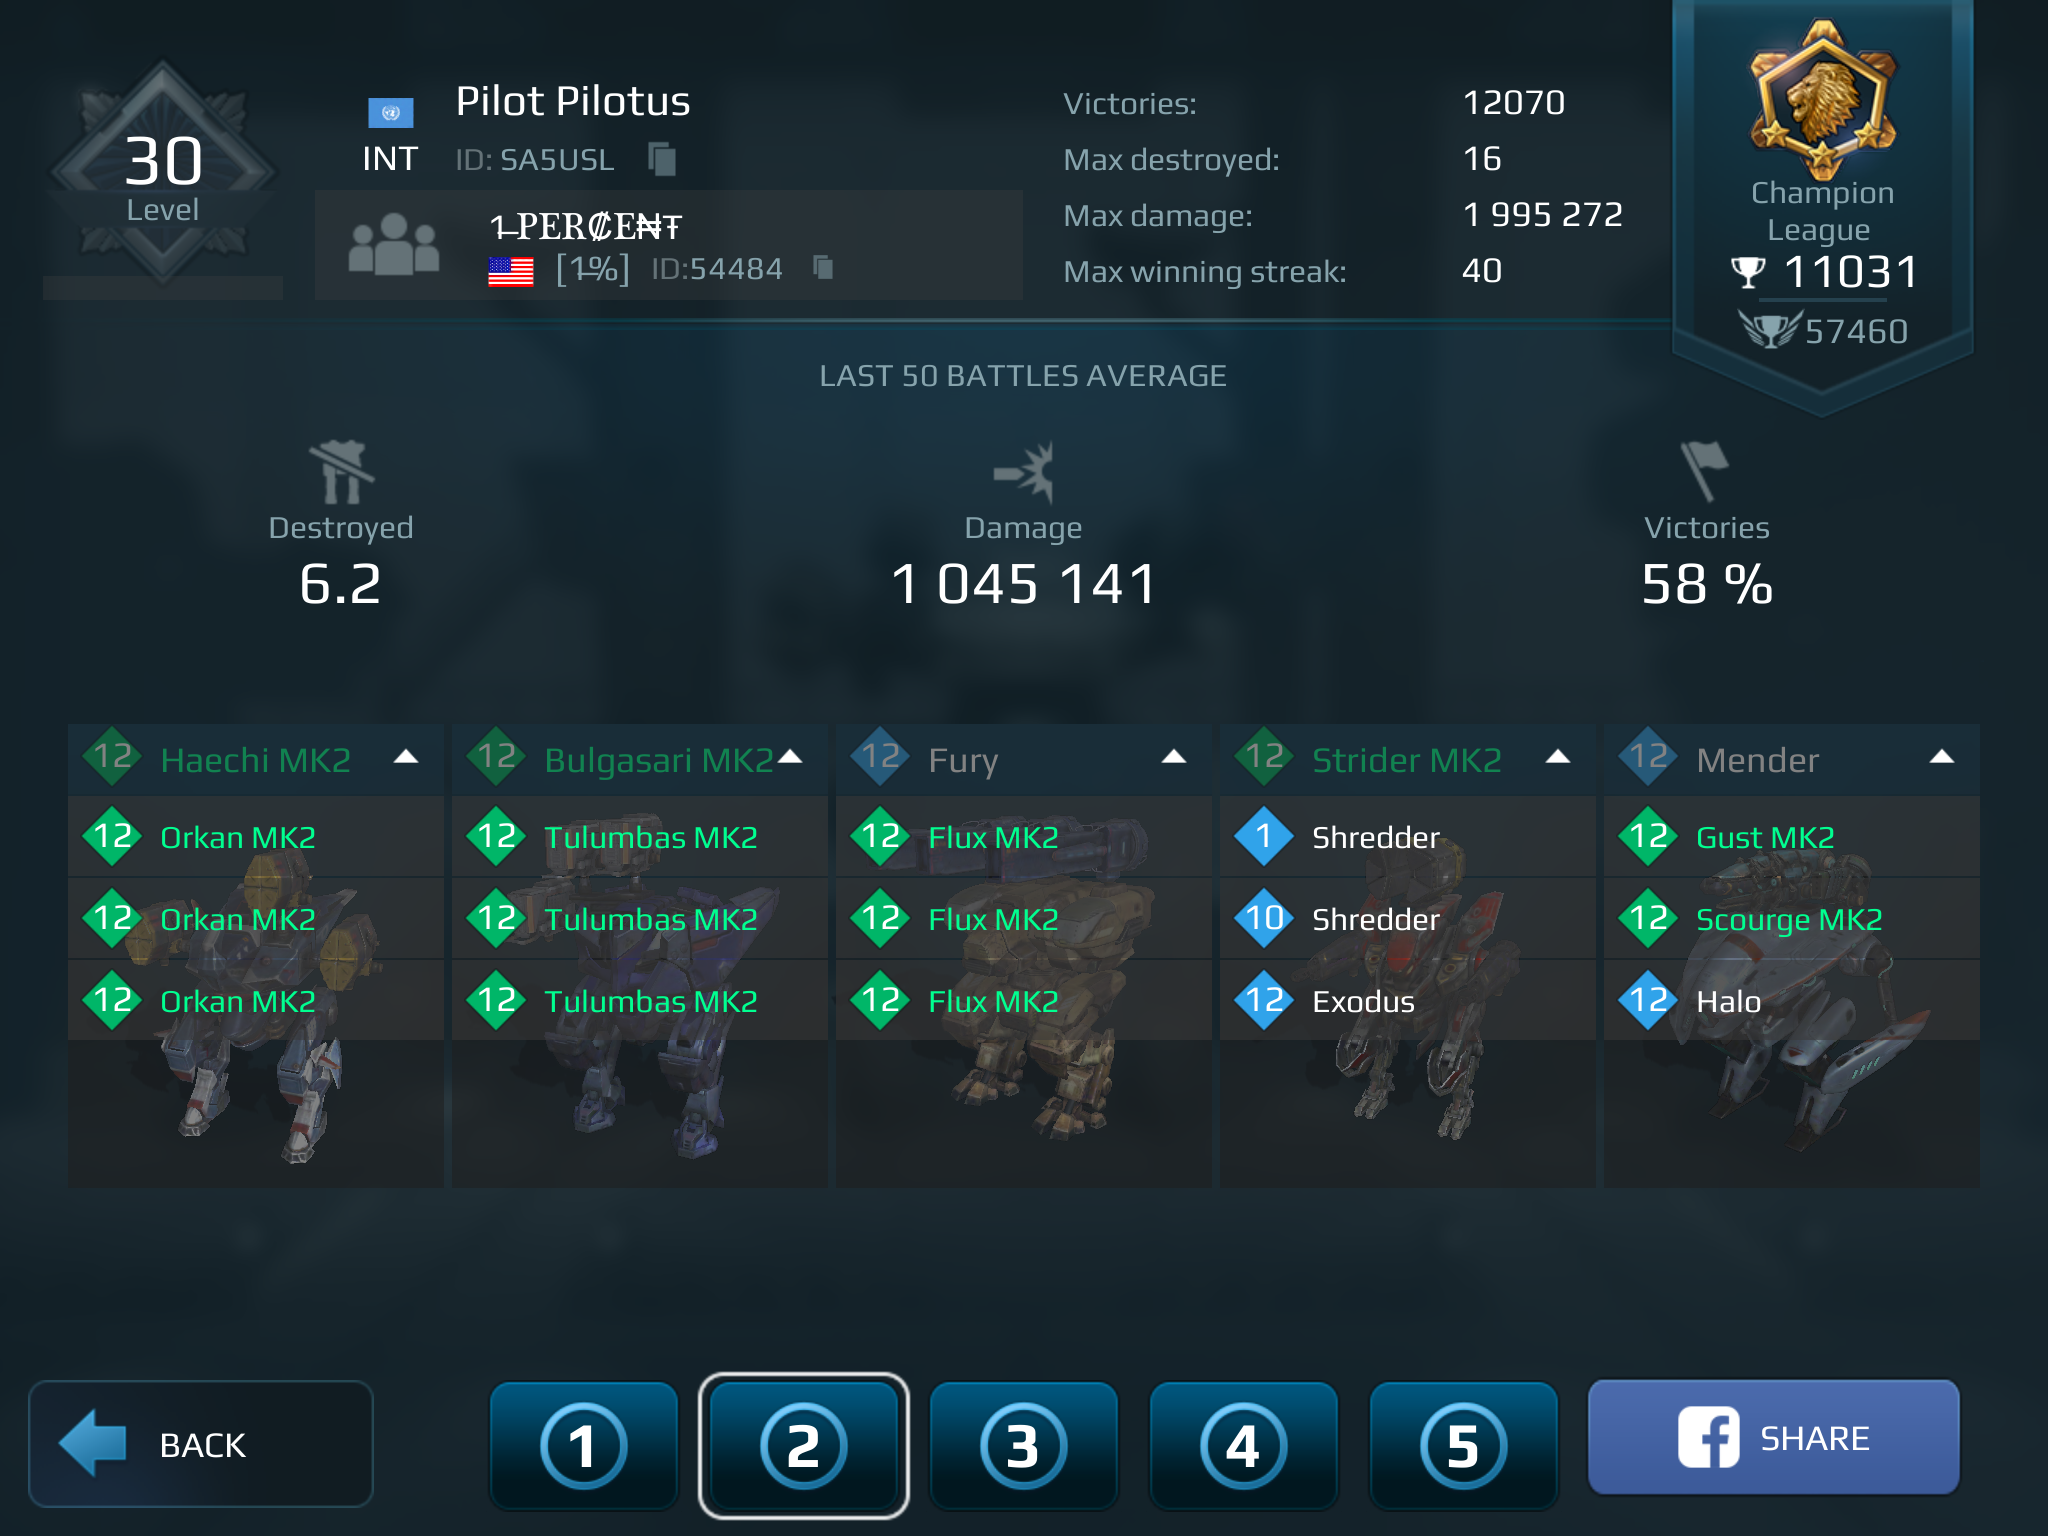 30
Level
INT
Pilot Pilotus
ID: SA5USL
1̶ PER₡E₦Ŧ
[1̶%] ID:54484
Victories: 12070
Max destroyed: 16
Max damage: 1 995 272
Max winning streak: 40
Champion
League
11031
57460
LAST 50 BATTLES AVERAGE
Destroyed
6.2
Damage
1 045 141
Victories
58 %
12 Haechi MK2
12 Orkan MK2
12 Orkan MK2
12 Orkan MK2
12 Bulgasari MK2
12 Tulumbas MK2
12 Tulumbas MK2
12 Tulumbas MK2
12 Fury
12 Flux MK2
12 Flux MK2
12 Flux MK2
12 Strider MK2
1 Shredder
10 Shredder
12 Exodus
12 Mender
12 Gust MK2
12 Scourge MK2
12 Halo
BACK
1
2
3
4
5
SHARE